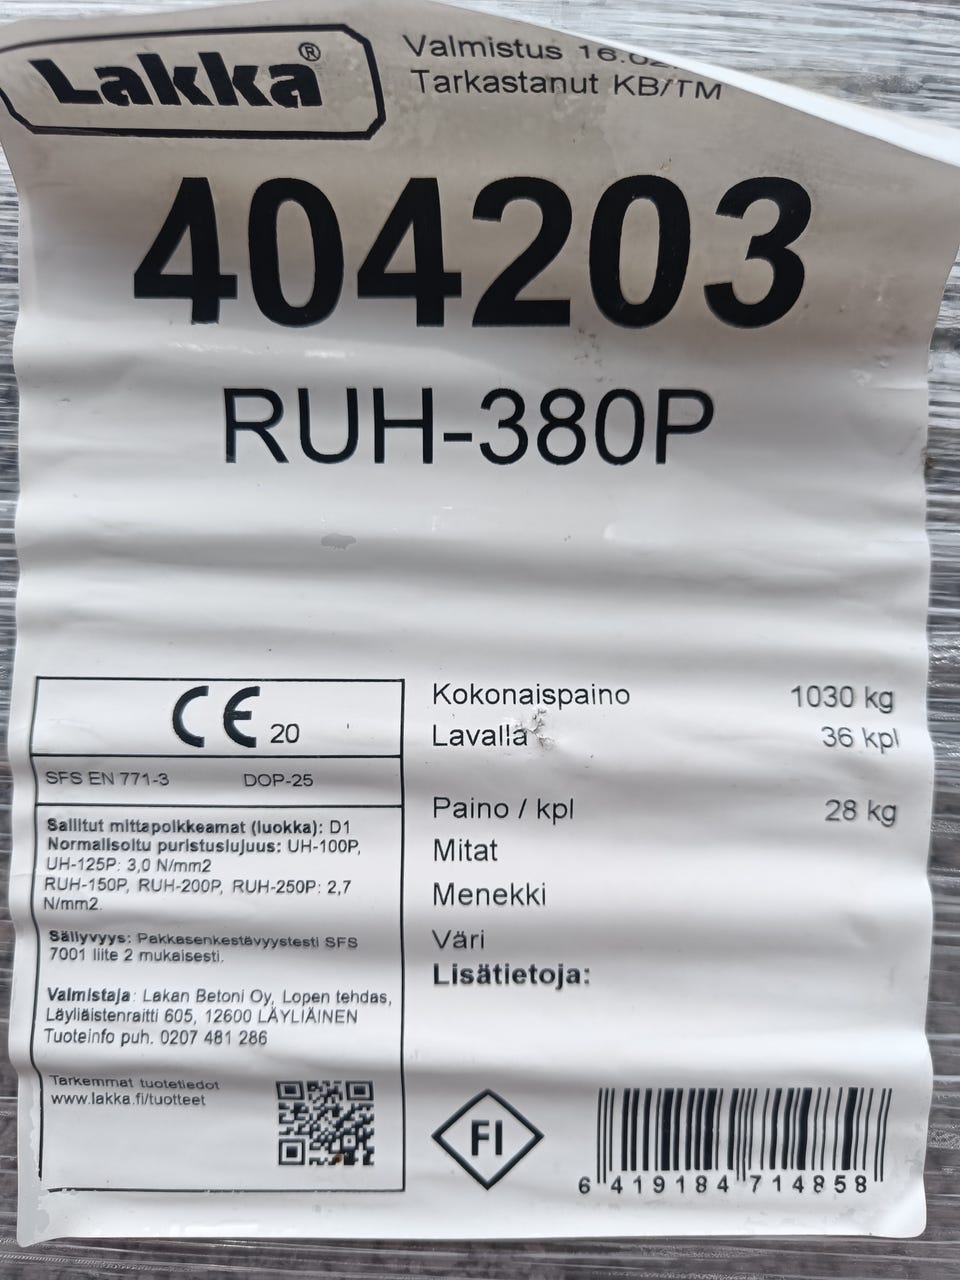 Lakka®
Valmistus 16.02.
Tarkastanut KB/TM
404203
RUH-380P
CE 20
SFS EN 771-3 DOP-25
Sallitut mittapoikkeamat (luokka): D1
Normalisoitu puristuslujuus: UH-100P,
UH-125P: 3,0 N/mm2
RUH-150P, RUH-200P, RUH-250P: 2,7
N/mm2.
Säilyvyys: Pakkasenkestävyystesti SFS
7001 liite 2 mukaisesti.
Valmistaja: Lakan Betoni Oy, Lopen tehdas,
Läyliäistenraitti 605, 12600 LÄYLIÄINEN
Tuoteinfo puh. 0207 481 286
Tarkemmat tuotetiedot
www.lakka.fi/tuotteet
Kokonaispaino 1030 kg
Lavalla 36 kpl
Paino / kpl 28 kg
Mitat
Menekki
Väri
Lisätietoja:
FI
6 419184 714858